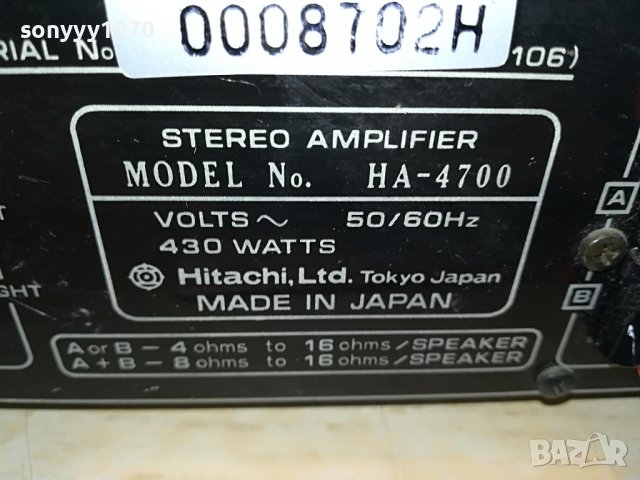 sonyyy1970
RIAL No
0008702H
106)
STEREO AMPLIFIER
MODEL No. HA-4700
VOLTS ~ 50/60Hz
430 WATTS
Hitachi, Ltd. Tokyo Japan
MADE IN JAPAN
A or B - 4 ohms to 16 ohms / SPEAKER
A + B - 8 ohms to 16 ohms / SPEAKER
A
B
GHT
BAZAR